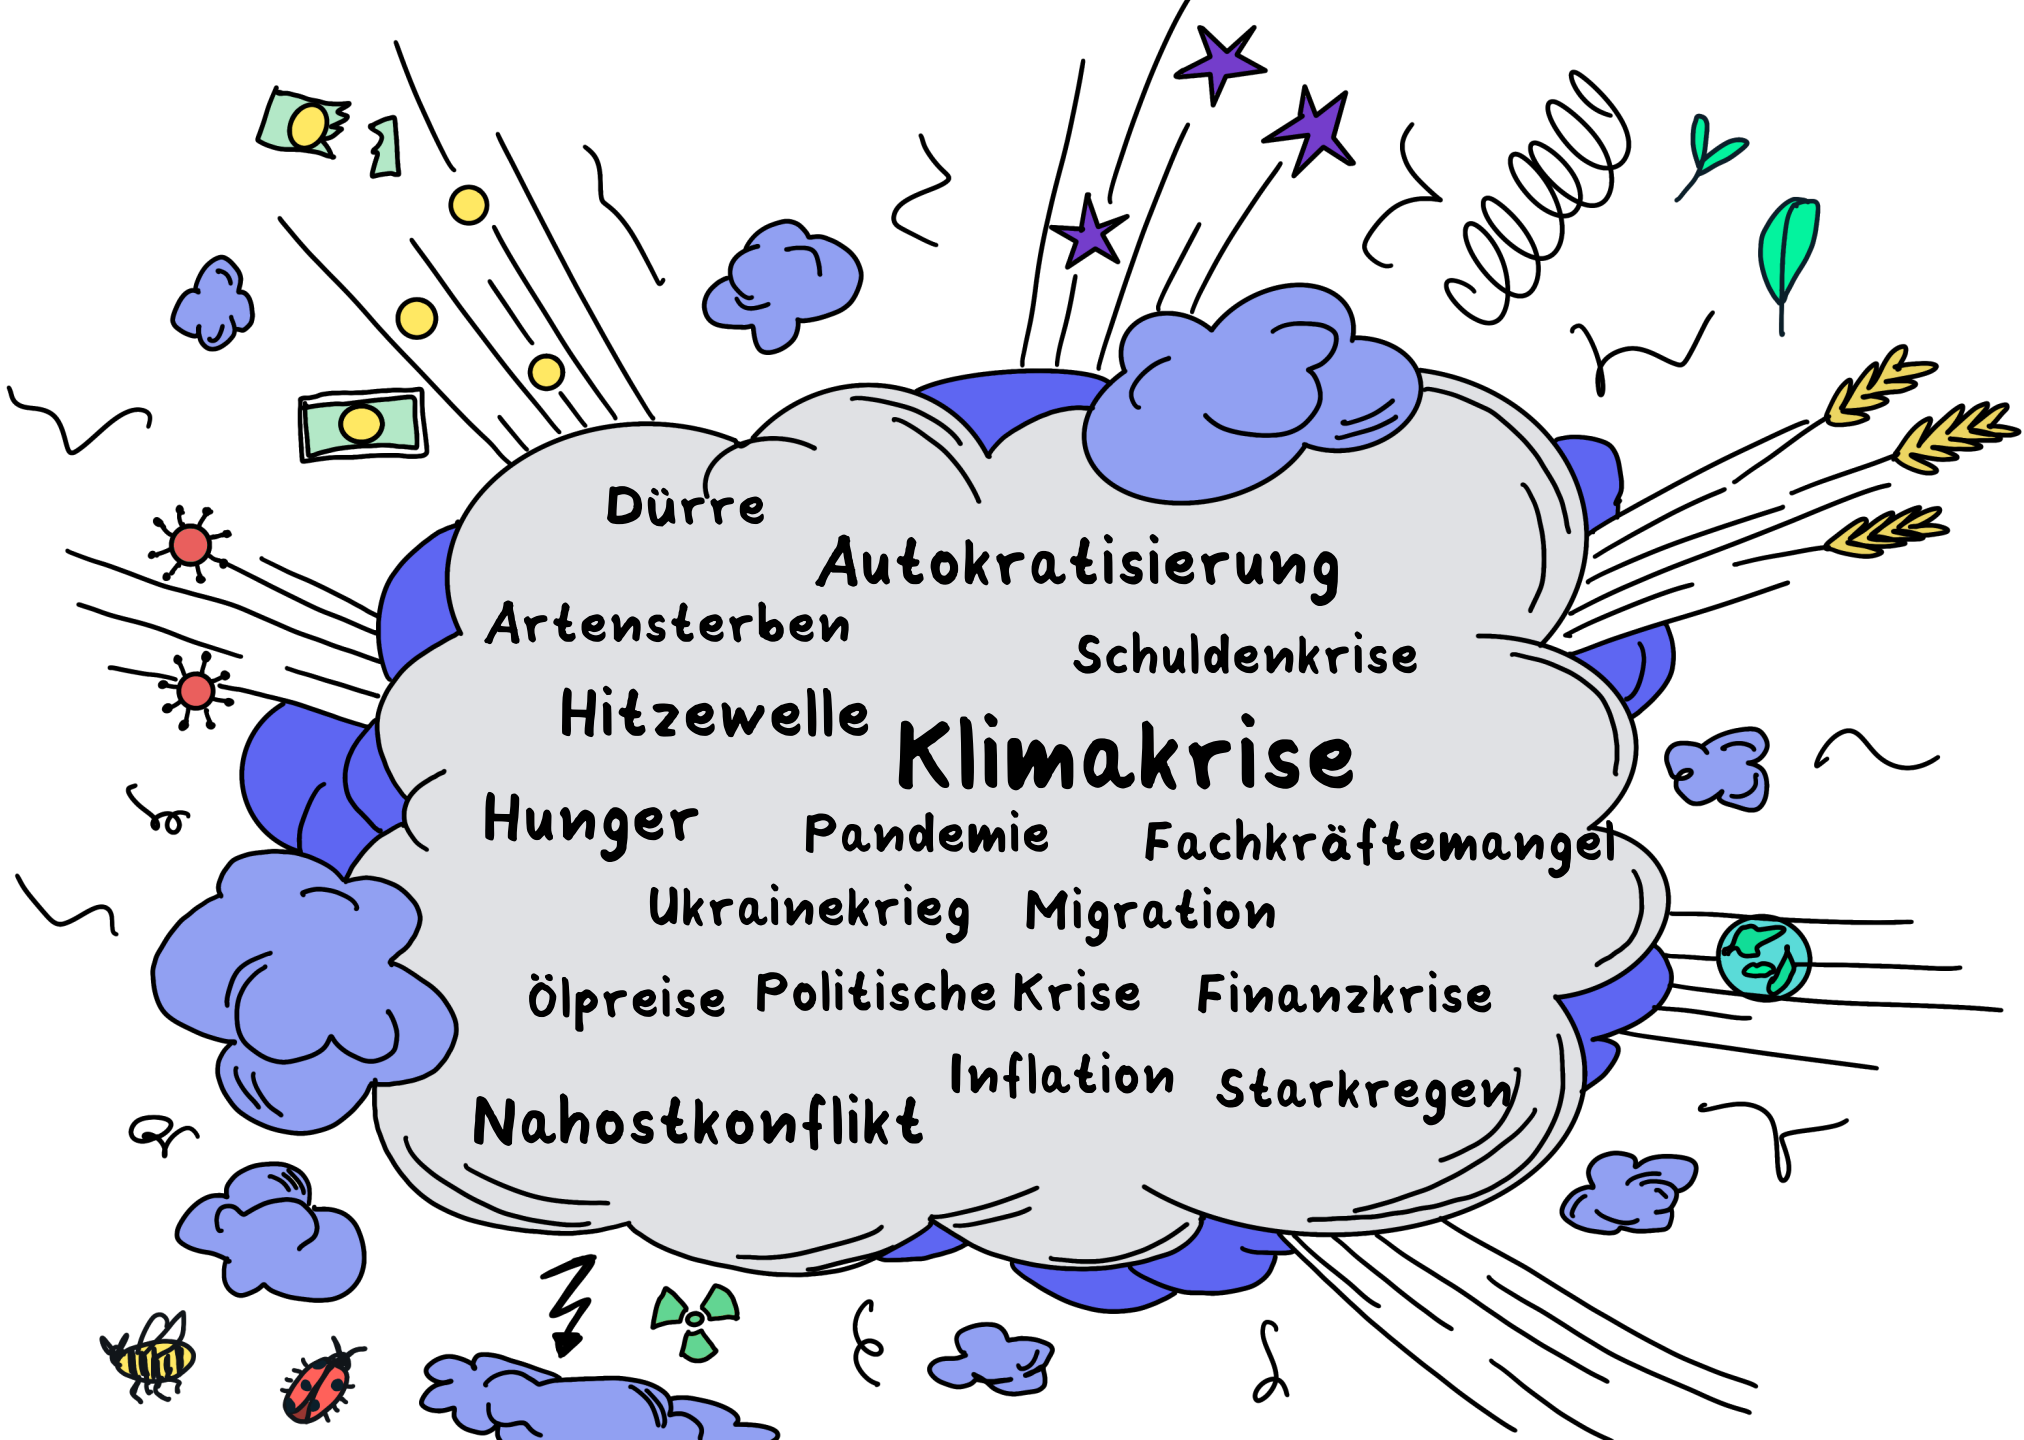 Dürre
Autokratisierung
Artensterben
Schuldenkrise
Hitzewelle
Klimakrise
Hunger Pandemie Fachkräftemangel
Ukrainekrieg Migration
Ölpreise Politische Krise Finanzkrise
Inflation Starkregen
Nahostkonflikt